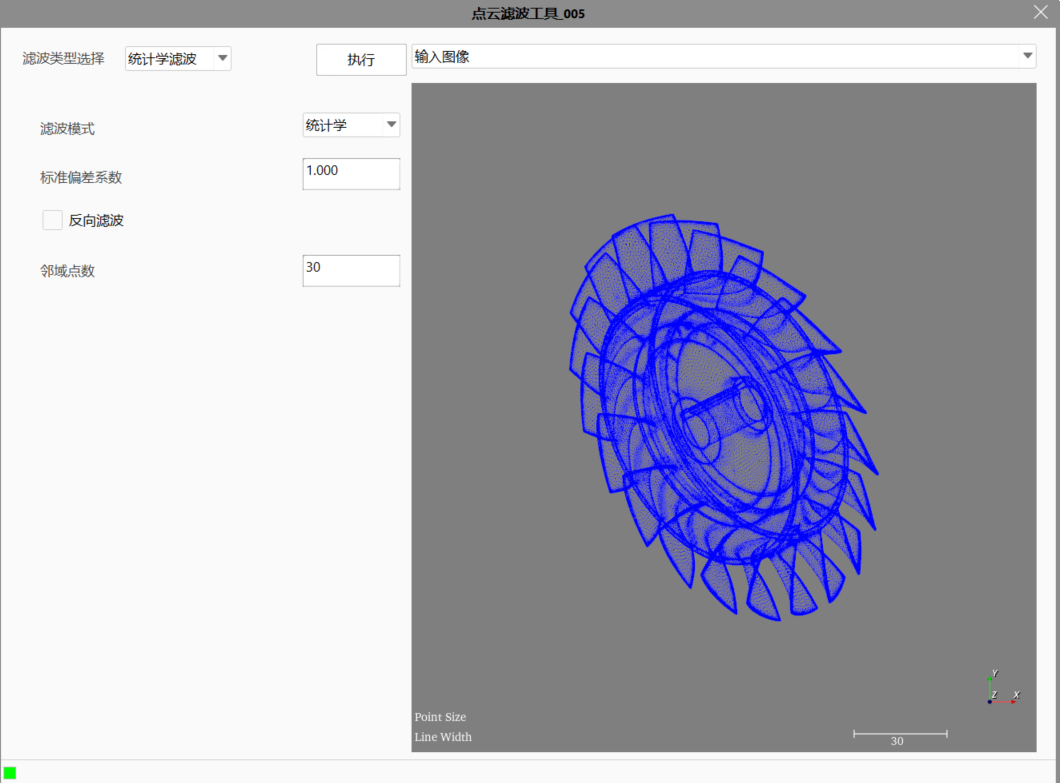 点云滤波工具_005
滤波类型选择 统计学滤波 执行 输入图像
滤波模式 统计学
标准偏差系数 1.000
反向滤波
邻域点数 30
Y
Z X
Point Size
Line Width
30